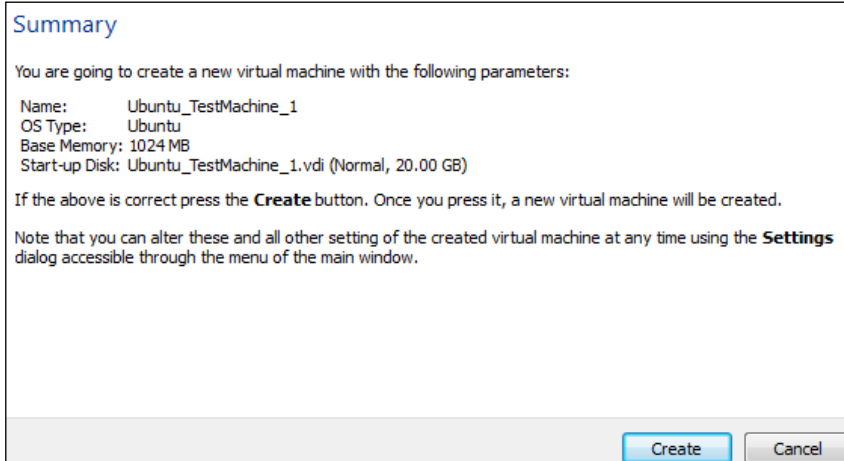 Summary
You are going to create a new virtual machine with the following parameters:
Name: Ubuntu_TestMachine_1
OS Type: Ubuntu
Base Memory: 1024 MB
Start-up Disk: Ubuntu_TestMachine_1.vdi (Normal, 20.00 GB)
If the above is correct press the Create button. Once you press it, a new virtual machine will be created.
Note that you can alter these and all other setting of the created virtual machine at any time using the Settings
dialog accessible through the menu of the main window.
Create Cancel